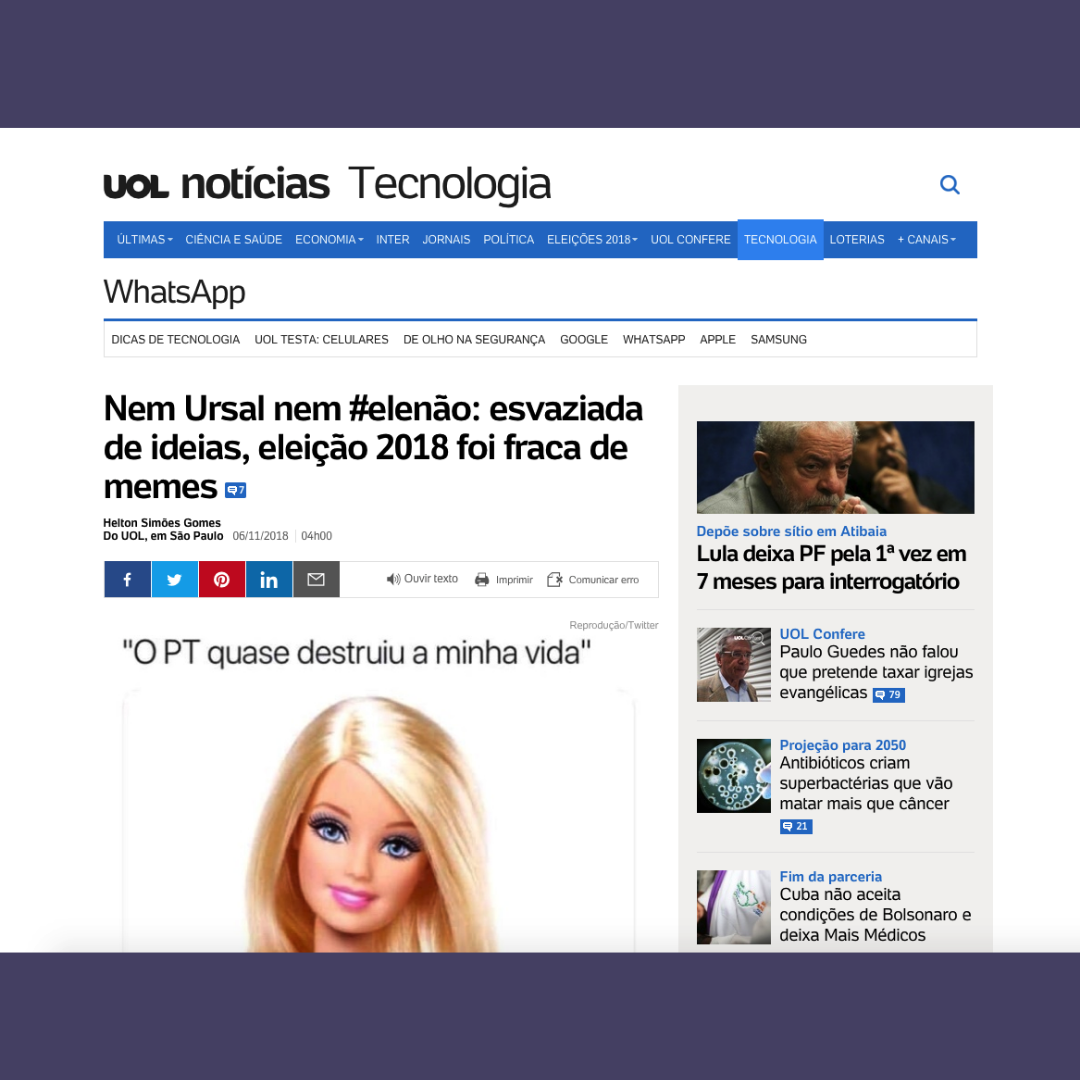 UOL notícias Tecnologia
ÚLTIMAS CIÊNCIA E SAÚDE ECONOMIA INTER JORNAIS POLÍTICA ELEIÇÕES 2018 UOL CONFERE TECNOLOGIA LOTERIAS + CANAIS
WhatsApp
DICAS DE TECNOLOGIA UOL TESTA: CELULARES DE OLHO NA SEGURANÇA GOOGLE WHATSAPP APPLE SAMSUNG
Nem Ursal nem #elenão: esvaziada
de ideias, eleição 2018 foi fraca de
memes 7
Helton Simões Gomes
Do UOL, em São Paulo 06/11/2018 04h00
Ouvir texto Imprimir Comunicar erro
Reprodução/Twitter
"O PT quase destruiu a minha vida"
Depõe sobre sítio em Atibaia
Lula deixa PF pela 1ª vez em
7 meses para interrogatório
UOL Confere
Paulo Guedes não falou
que pretende taxar igrejas
evangélicas 79
Projeção para 2050
Antibióticos criam
superbactérias que vão
matar mais que câncer
21
Fim da parceria
Cuba não aceita
condições de Bolsonaro e
deixa Mais Médicos